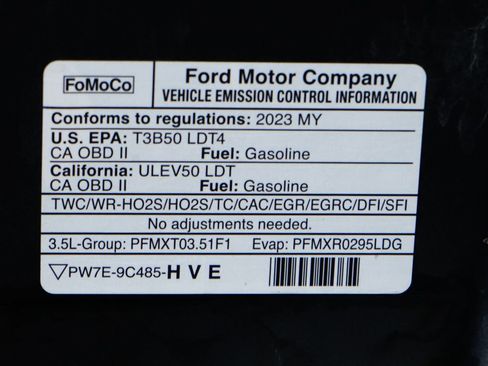 FoMoCo
Ford Motor Company
VEHICLE EMISSION CONTROL INFORMATION
Conforms to regulations: 2023 MY
U.S. EPA: T3B50 LDT4
CA OBD II Fuel: Gasoline
California: ULEV50 LDT
CA OBD II Fuel: Gasoline
TWC/WR-HO2S/HO2S/TC/CAC/EGR/EGRC/DFI/SFI
No adjustments needed.
3.5L-Group: PFMXT03.51F1 Evap: PFMXR0295LDG
PW7E-9C485-HVE